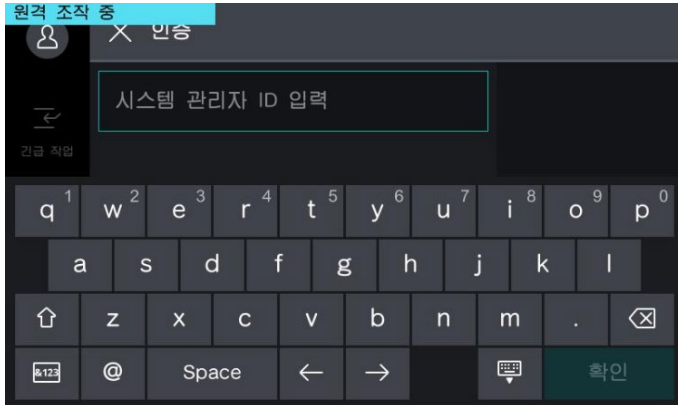 원격 조작 중
인증
시스템 관리자 ID 입력
긴급 작업
q 1 w 2 e 3 r 4 t 5 y 6 u 7 i 8 o 9 p 0
a s d f g h j k l
z x c v b n m .
&123 @ Space ← → 확인